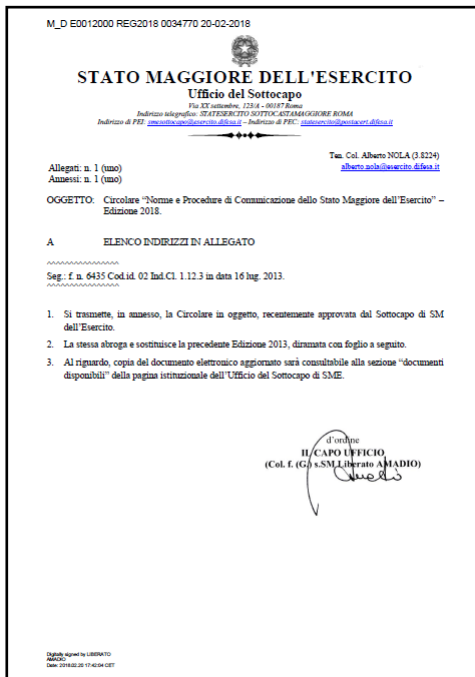 M_D E0012000 REG2018 0034770 20-02-2018
STATO MAGGIORE DELL'ESERCITO
Ufficio del Sottocapo
Via XX settembre, 123/A - 00187 Roma
Indirizzo telegrafico: STATESERCITO SOTTOCASTAMAGGIORE ROMA
Indirizzo di PEI: smesottocapo@esercito.difesa.it – Indirizzo di PEC: statesercito@postacert.difesa.it
Ten. Col. Alberto NOLA (3.8224)
alberto.nola@esercito.difesa.it
Allegati: n. 1 (uno)
Annessi: n. 1 (uno)
OGGETTO: Circolare “Norme e Procedure di Comunicazione dello Stato Maggiore dell’Esercito” –
Edizione 2018.
A ELENCO INDIRIZZI IN ALLEGATO
^^^^^^^^^^^^^^^^
Seg.: f. n. 6435 Cod.id. 02 Ind.Cl. 1.12.3 in data 16 lug. 2013.
^^^^^^^^^^^^^^^^
1. Si trasmette, in annesso, la Circolare in oggetto, recentemente approvata dal Sottocapo di SM
dell’Esercito.
2. La stessa abroga e sostituisce la precedente Edizione 2013, diramata con foglio a seguito.
3. Al riguardo, copia del documento elettronico aggiornato sarà consultabile alla sezione “documenti
disponibili” della pagina istituzionale dell’Ufficio del Sottocapo di SME.
d’ordine
IL CAPO UFFICIO
(Col. f. (G.) s.SM Liberato AMADIO)
Digitally signed by LIBERATO
AMADIO
Date: 2018.02.20 17:42:04 CET